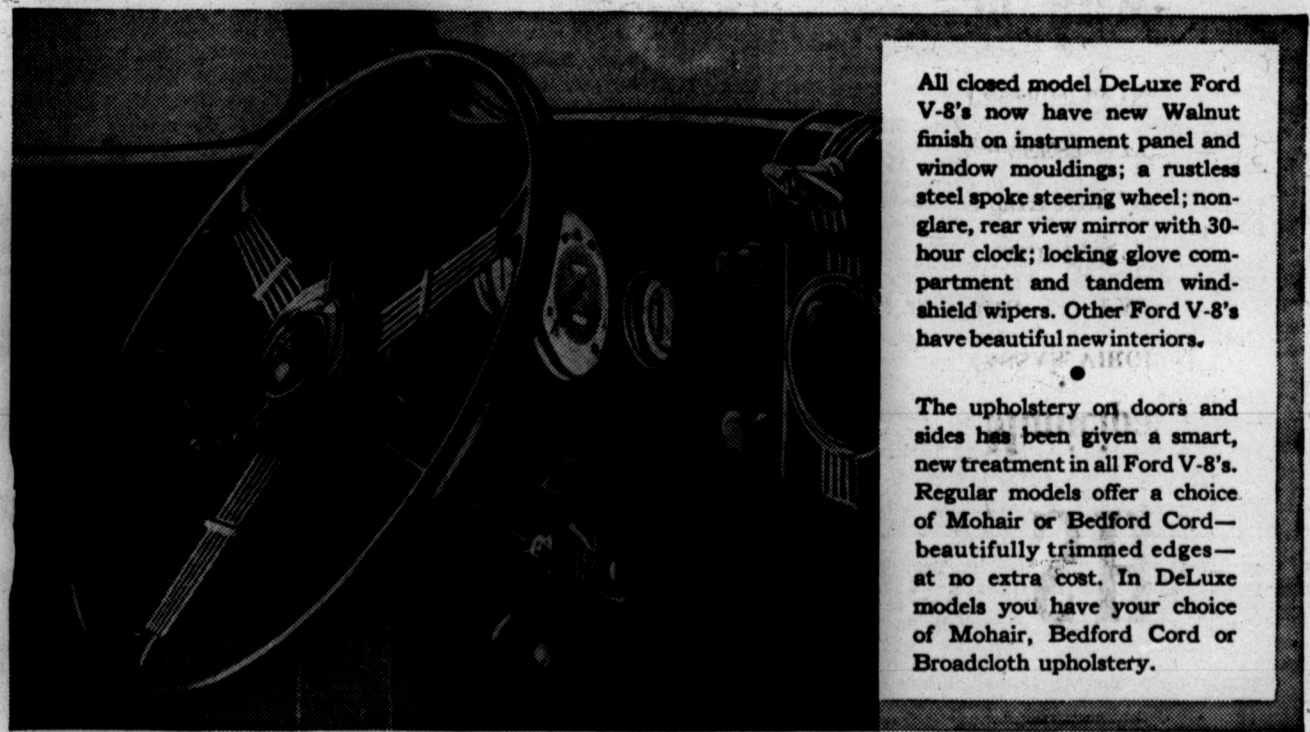 All closed model DeLuxe Ford
V-8's now have new Walnut
finish on instrument panel and
window mouldings; a rustless
steel spoke steering wheel; non-
glare, rear view mirror with 30-
hour clock; locking glove com-
partment and tandem wind-
shield wipers. Other Ford V-8's
have beautiful new interiors.
●
The upholstery on doors and
sides has been given a smart,
new treatment in all Ford V-8's.
Regular models offer a choice
of Mohair or Bedford Cord—
beautifully trimmed edges—
at no extra cost. In DeLuxe
models you have your choice
of Mohair, Bedford Cord or
Broadcloth upholstery.